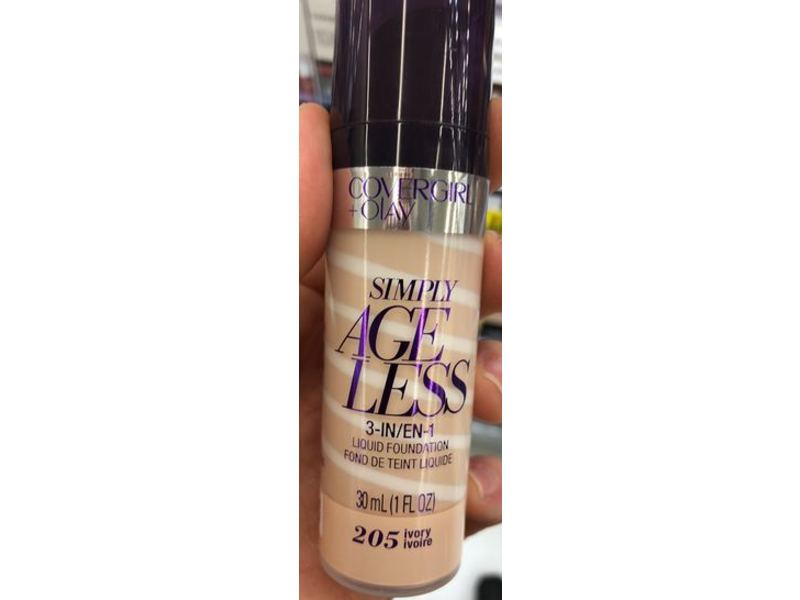 COVERGIRL
+OLAY
SIMPLY
AGE
LESS
3-IN/EN-1
LIQUID FOUNDATION
FOND DE TEINT LIQUIDE
30 mL (1 FL OZ)
205 ivory
ivoire